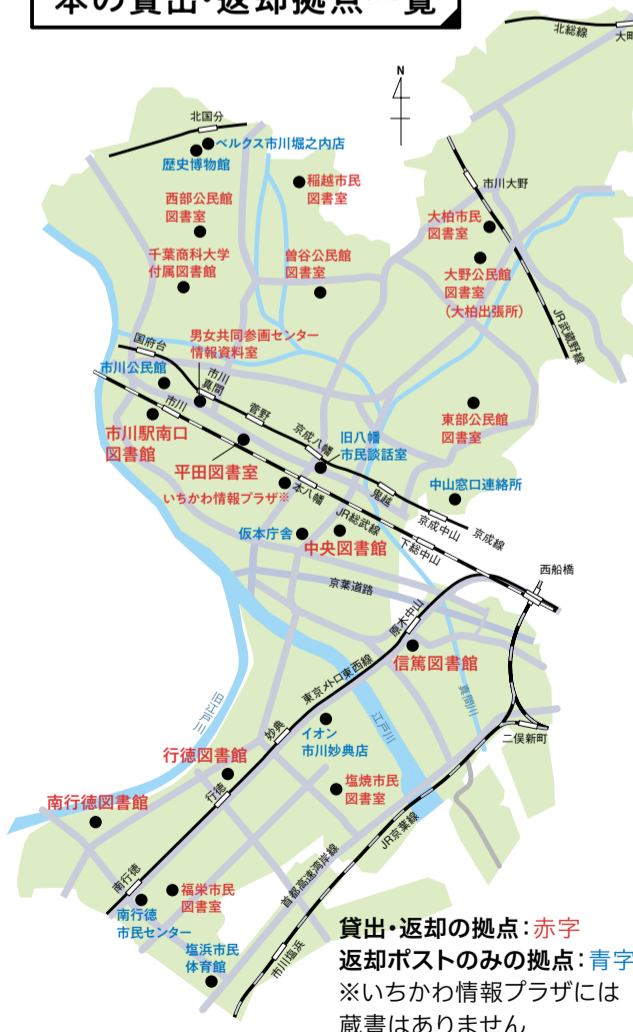 本の貸出・返却拠点一覧
北総線
大町
N
北国分
ベルクス市川堀之内店
歴史博物館
稲越市民
図書室
市川大野
西部公民館
図書室
大柏市民
図書室
千葉商科大学
付属図書館
曽谷公民館
図書室
大野公民館
図書室
(大柏出張所)
JR武蔵野線
国府台
男女共同参画センター
情報資料室
市川公民館
市川
真間
市川
菅野
京成八幡
東部公民館
図書室
市川駅南口
図書館
旧八幡
市民談話室
平田図書室
鬼越
中山窓口連絡所
いちかわ情報プラザ※
本八幡
JR総武線
京成中山
京成線
仮本庁舎
中央図書館
下総中山
西船橋
京葉道路
原木中山
信篤図書館
東京メトロ東西線
真間川
旧江戸川
江戸川
妙典
イオン
市川妙典店
二俣新町
行徳図書館
塩焼市民
図書室
行徳
南行徳図書館
JR京葉線
首都高速湾岸線
南行徳
福栄市民
図書室
南行徳
市民センター
塩浜市民
体育館
市川塩浜
貸出・返却の拠点：赤字
返却ポストのみの拠点：青字
※いちかわ情報プラザには
蔵書はありません